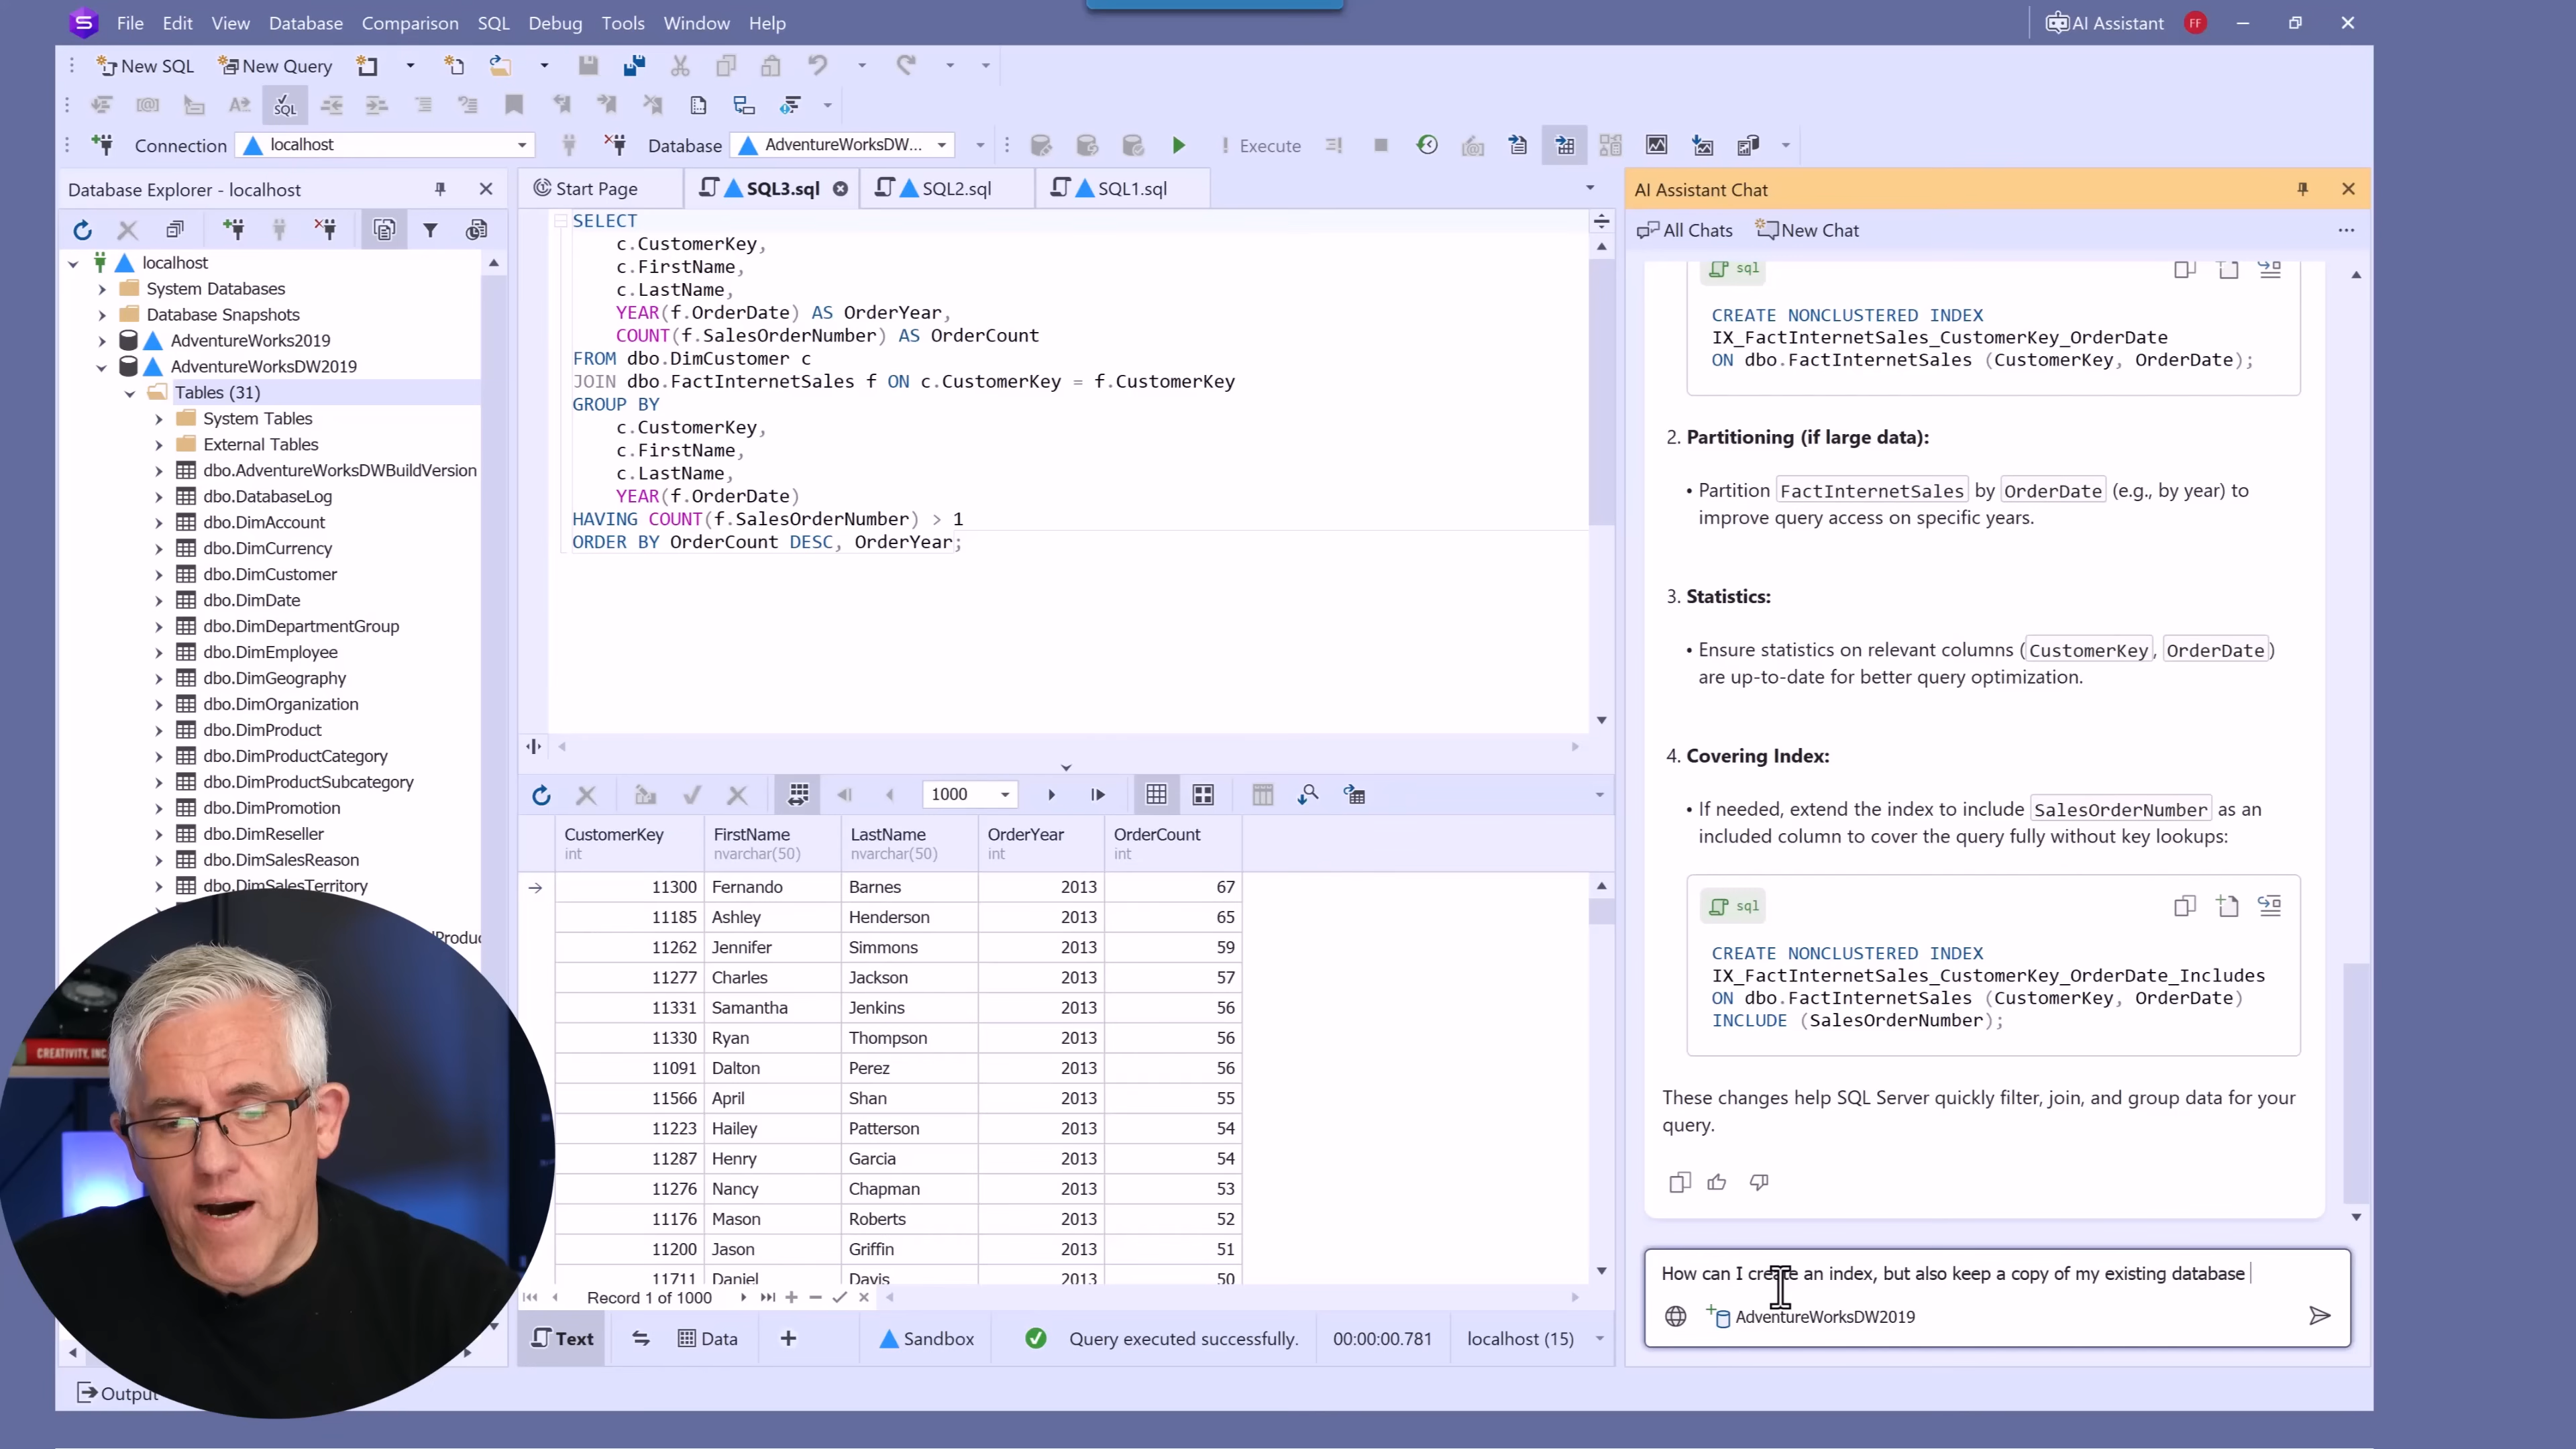 File Edit View Database Comparison SQL Debug Tools Window Help
AI Assistant FF
New SQL New Query
SQL
Connection localhost Database AdventureWorksDW... Execute
Database Explorer - localhost
localhost
System Databases
Database Snapshots
AdventureWorks2019
AdventureWorksDW2019
Tables (31)
System Tables
External Tables
dbo.AdventureWorksDWBuildVersion
dbo.DatabaseLog
dbo.DimAccount
dbo.DimCurrency
dbo.DimCustomer
dbo.DimDate
dbo.DimDepartmentGroup
dbo.DimEmployee
dbo.DimGeography
dbo.DimOrganization
dbo.DimProduct
dbo.DimProductCategory
dbo.DimProductSubcategory
dbo.DimPromotion
dbo.DimReseller
dbo.DimSalesReason
dbo.DimSalesTerritory
CREATIVITY, INC.
Output
Start Page SQL3.sql SQL2.sql SQL1.sql
SELECT
c.CustomerKey,
c.FirstName,
c.LastName,
YEAR(f.OrderDate) AS OrderYear,
COUNT(f.SalesOrderNumber) AS OrderCount
FROM dbo.DimCustomer c
JOIN dbo.FactInternetSales f ON c.CustomerKey = f.CustomerKey
GROUP BY
c.CustomerKey,
c.FirstName,
c.LastName,
YEAR(f.OrderDate)
HAVING COUNT(f.SalesOrderNumber) > 1
ORDER BY OrderCount DESC, OrderYear;
1000
CustomerKey FirstName LastName OrderYear OrderCount
int nvarchar(50) nvarchar(50) int int
11300 Fernando Barnes 2013 67
11185 Ashley Henderson 2013 65
11262 Jennifer Simmons 2013 59
11277 Charles Jackson 2013 57
11331 Samantha Jenkins 2013 56
11330 Ryan Thompson 2013 56
11091 Dalton Perez 2013 56
11566 April Shan 2013 55
11223 Hailey Patterson 2013 54
11287 Henry Garcia 2013 54
11276 Nancy Chapman 2013 53
11176 Mason Roberts 2013 52
11200 Jason Griffin 2013 51
11711 Daniel Davis 2013 50
Record 1 of 1000
Text Data Sandbox Query executed successfully. 00:00:00.781 localhost (15)
AI Assistant Chat
All Chats New Chat
sql
CREATE NONCLUSTERED INDEX
IX_FactInternetSales_CustomerKey_OrderDate
ON dbo.FactInternetSales (CustomerKey, OrderDate);
2. Partitioning (if large data):
• Partition FactInternetSales by OrderDate (e.g., by year) to
improve query access on specific years.
3. Statistics:
• Ensure statistics on relevant columns (CustomerKey, OrderDate)
are up-to-date for better query optimization.
4. Covering Index:
• If needed, extend the index to include SalesOrderNumber as an
included column to cover the query fully without key lookups:
sql
CREATE NONCLUSTERED INDEX
IX_FactInternetSales_CustomerKey_OrderDate_Includes
ON dbo.FactInternetSales (CustomerKey, OrderDate)
INCLUDE (SalesOrderNumber);
These changes help SQL Server quickly filter, join, and group data for your
query.
How can I create an index, but also keep a copy of my existing database
AdventureWorksDW2019